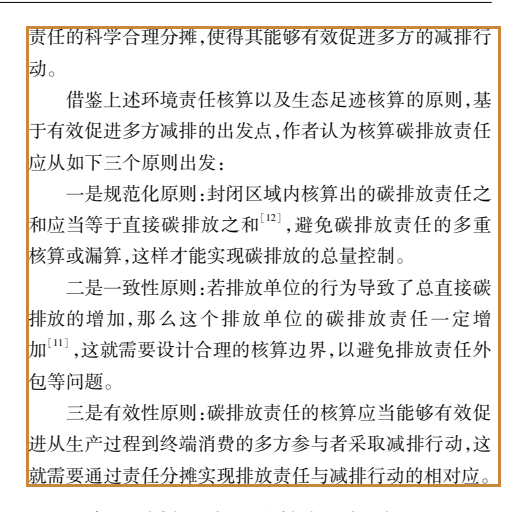 责任的科学合理分摊,使得其能够有效促进多方的减排行
动。
借鉴上述环境责任核算以及生态足迹核算的原则,基
于有效促进多方减排的出发点,作者认为核算碳排放责任
应从如下三个原则出发:
一是规范化原则:封闭区域内核算出的碳排放责任之
和应当等于直接碳排放之和[12],避免碳排放责任的多重
核算或漏算,这样才能实现碳排放的总量控制。
二是一致性原则:若排放单位的行为导致了总直接碳
排放的增加,那么这个排放单位的碳排放责任一定增
加[11],这就需要设计合理的核算边界,以避免排放责任外
包等问题。
三是有效性原则:碳排放责任的核算应当能够有效促
进从生产过程到终端消费的多方参与者采取减排行动,这
就需要通过责任分摊实现排放责任与减排行动的相对应。